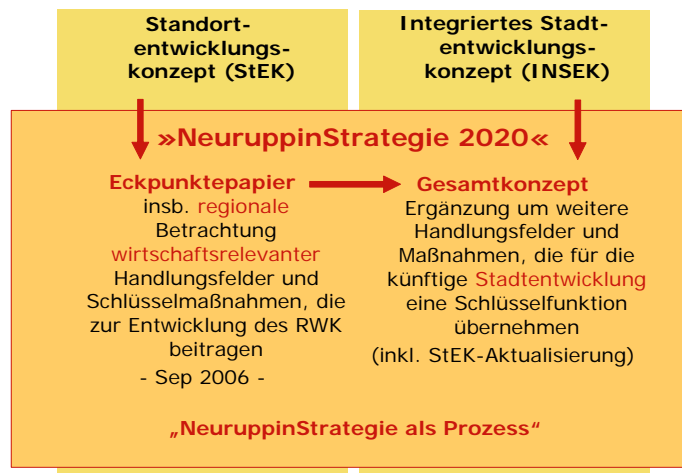 Standort-
entwicklungs-
konzept (StEK)
Integriertes Stadt-
entwicklungs-
konzept (INSEK)
»NeuruppinStrategie 2020«
Eckpunktepapier
insb. regionale
Betrachtung
wirtschaftsrelevanter
Handlungsfelder und
Schlüsselmaßnahmen, die
zur Entwicklung des RWK
beitragen
- Sep 2006 -
Gesamtkonzept
Ergänzung um weitere
Handlungsfelder und
Maßnahmen, die für die
künftige Stadtentwicklung
eine Schlüsselfunktion
übernehmen
(inkl. StEK-Aktualisierung)
„NeuruppinStrategie als Prozess“